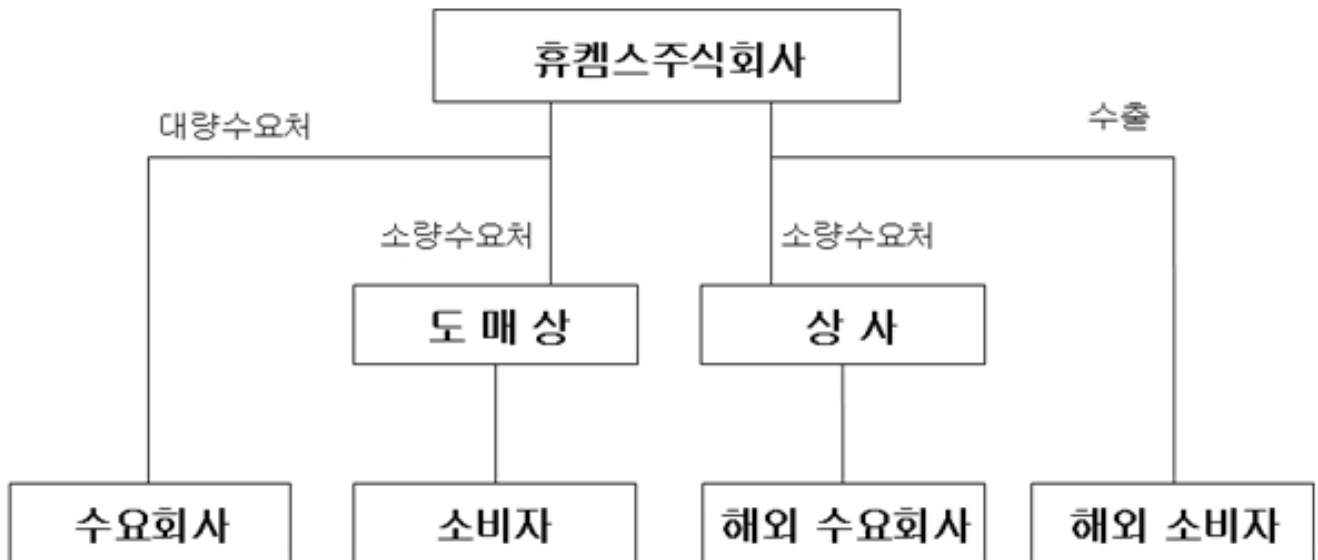 휴켐스주식회사
대량수요처
수출
소량수요처
소량수요처
도 매 상
상 사
수요회사
소비자
해외 수요회사
해외 소비자